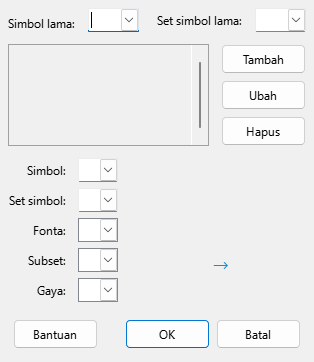 Simbol lama: Set simbol lama:
Tambah
Ubah
Hapus
Simbol:
Set simbol:
Fonta:
Subset:
→
Gaya:
Bantuan OK Batal